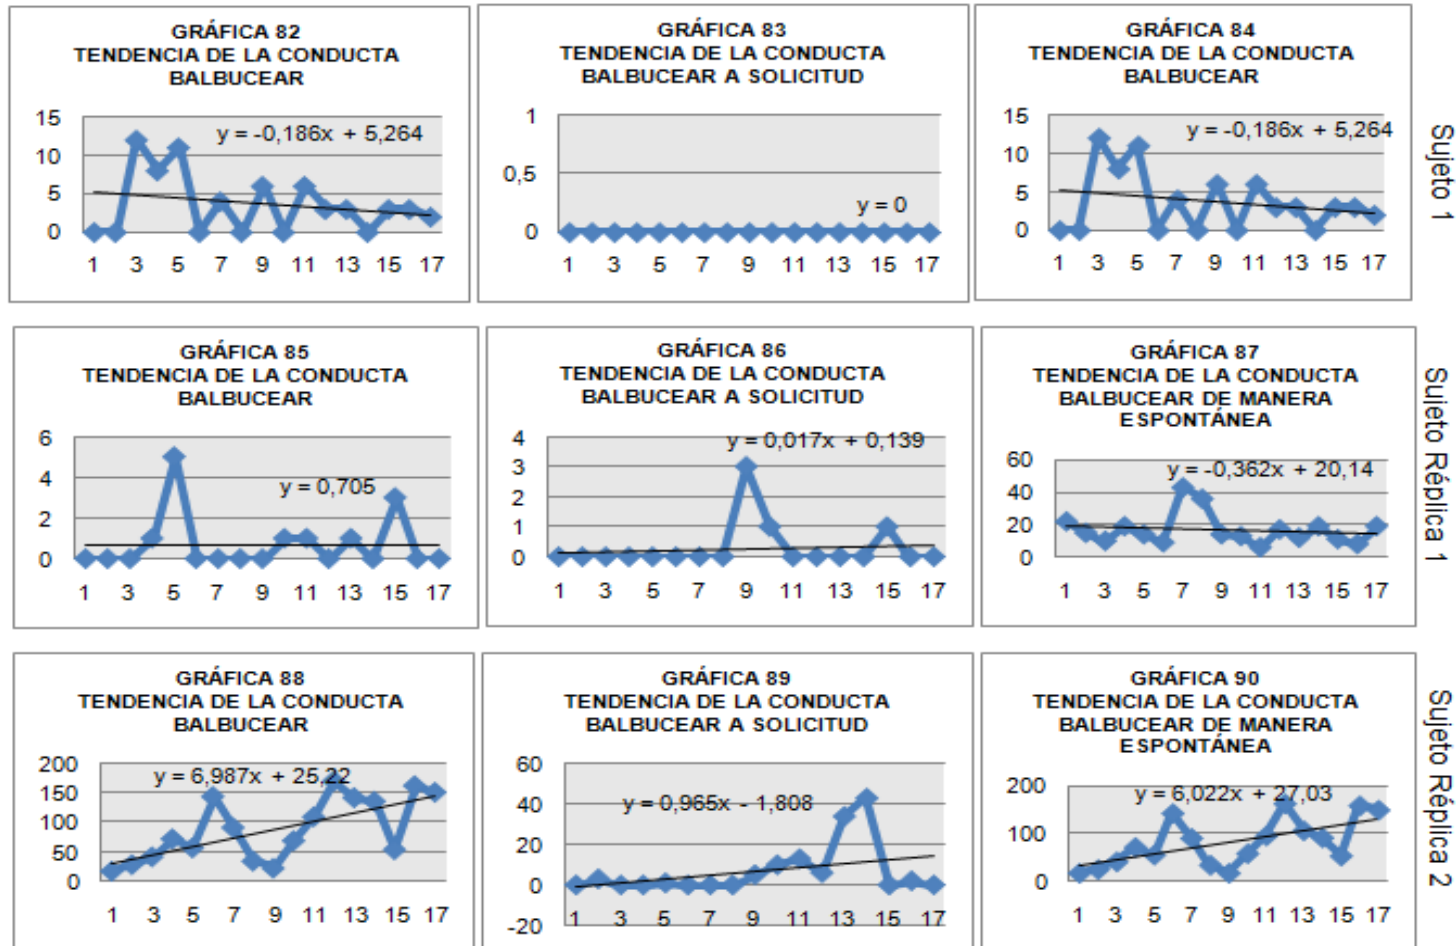 GRÁFICA 82
TENDENCIA DE LA CONDUCTA
BALBUCEAR
15
10
5
0
y = -0,186x + 5,264
1 3 5 7 9 11 13 15 17
GRÁFICA 83
TENDENCIA DE LA CONDUCTA
BALBUCEAR A SOLICITUD
1
0,5
0
y = 0
1 3 5 7 9 11 13 15 17
GRÁFICA 84
TENDENCIA DE LA CONDUCTA
BALBUCEAR
15
10
5
0
y = -0,186x + 5,264
1 3 5 7 9 11 13 15 17
Sujeto 1
GRÁFICA 85
TENDENCIA DE LA CONDUCTA
BALBUCEAR
6
4
2
0
y = 0,705
1 3 5 7 9 11 13 15 17
GRÁFICA 86
TENDENCIA DE LA CONDUCTA
BALBUCEAR A SOLICITUD
4
3
2
1
0
y = 0,017x + 0,139
1 3 5 7 9 11 13 15 17
GRÁFICA 87
TENDENCIA DE LA CONDUCTA
BALBUCEAR DE MANERA
ESPONTÁNEA
60
40
20
0
y = -0,362x + 20,14
1 3 5 7 9 11 13 15 17
Sujeto Réplica 1
GRÁFICA 88
TENDENCIA DE LA CONDUCTA
BALBUCEAR
200
150
100
50
0
y = 6,987x + 25,22
1 3 5 7 9 11 13 15 17
GRÁFICA 89
TENDENCIA DE LA CONDUCTA
BALBUCEAR A SOLICITUD
60
40
20
0
-20
y = 0,965x - 1,808
1 3 5 7 9 11 13 15 17
GRÁFICA 90
TENDENCIA DE LA CONDUCTA
BALBUCEAR DE MANERA
ESPONTÁNEA
200
100
0
y = 6,022x + 27,03
1 3 5 7 9 11 13 15 17
Sujeto Réplica 2